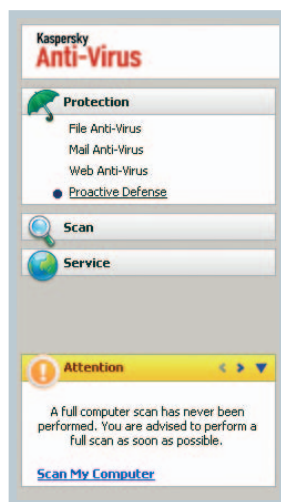 Kaspersky
Anti-Virus
Protection
File Anti-Virus
Mail Anti-Virus
Web Anti-Virus
Proactive Defense
Scan
Service
Attention
A full computer scan has never been
performed. You are advised to perform a
full scan as soon as possible.
Scan My Computer